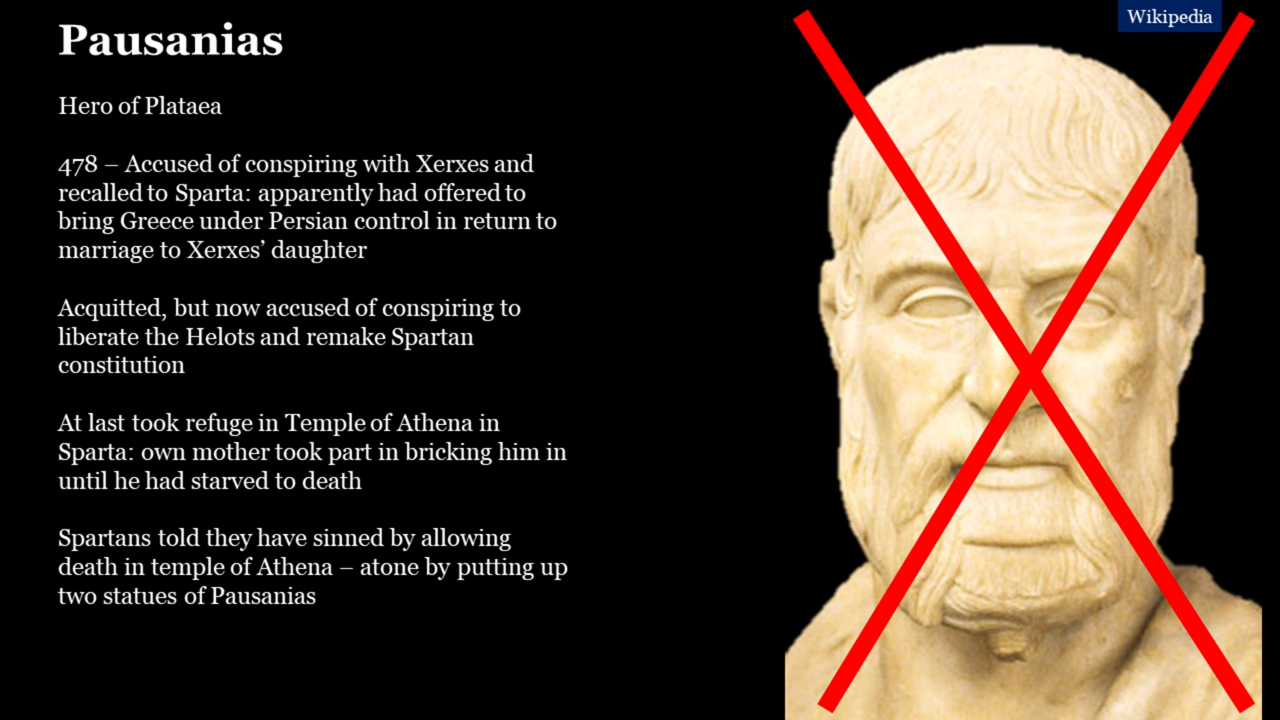 Pausanias
Wikipedia
Hero of Plataea
478 – Accused of conspiring with Xerxes and
recalled to Sparta: apparently had offered to
bring Greece under Persian control in return to
marriage to Xerxes’ daughter
Acquitted, but now accused of conspiring to
liberate the Helots and remake Spartan
constitution
At last took refuge in Temple of Athena in
Sparta: own mother took part in bricking him in
until he had starved to death
Spartans told they have sinned by allowing
death in temple of Athena – atone by putting up
two statues of Pausanias